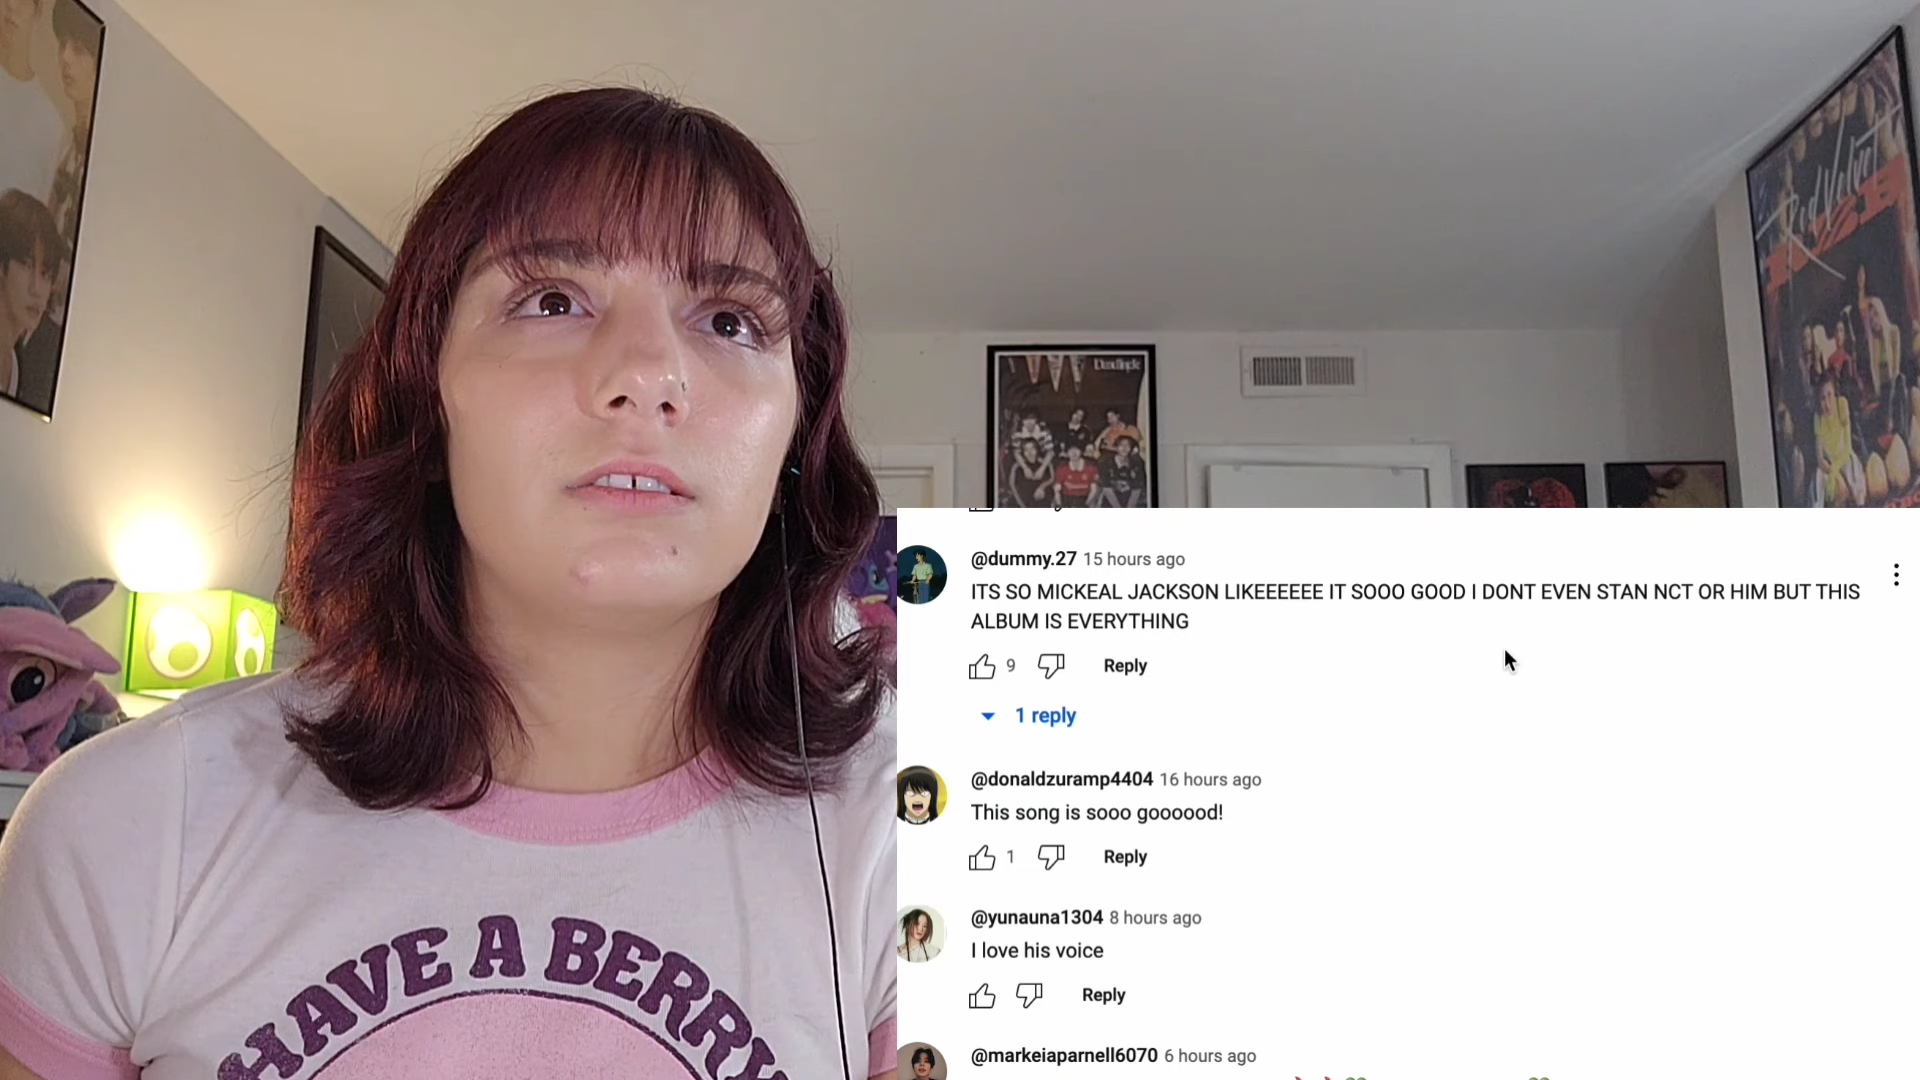 Red Velvet
HAVE A BERRY
@dummy.27 15 hours ago
ITS SO MICKEAL JACKSON LIKEEEEEE IT SOOO GOOD I DONT EVEN STAN NCT OR HIM BUT THIS
ALBUM IS EVERYTHING
9 Reply
1 reply
@donaldzuramp4404 16 hours ago
This song is sooo goooood!
1 Reply
@yunauna1304 8 hours ago
I love his voice
Reply
@markeiaparnell6070 6 hours ago